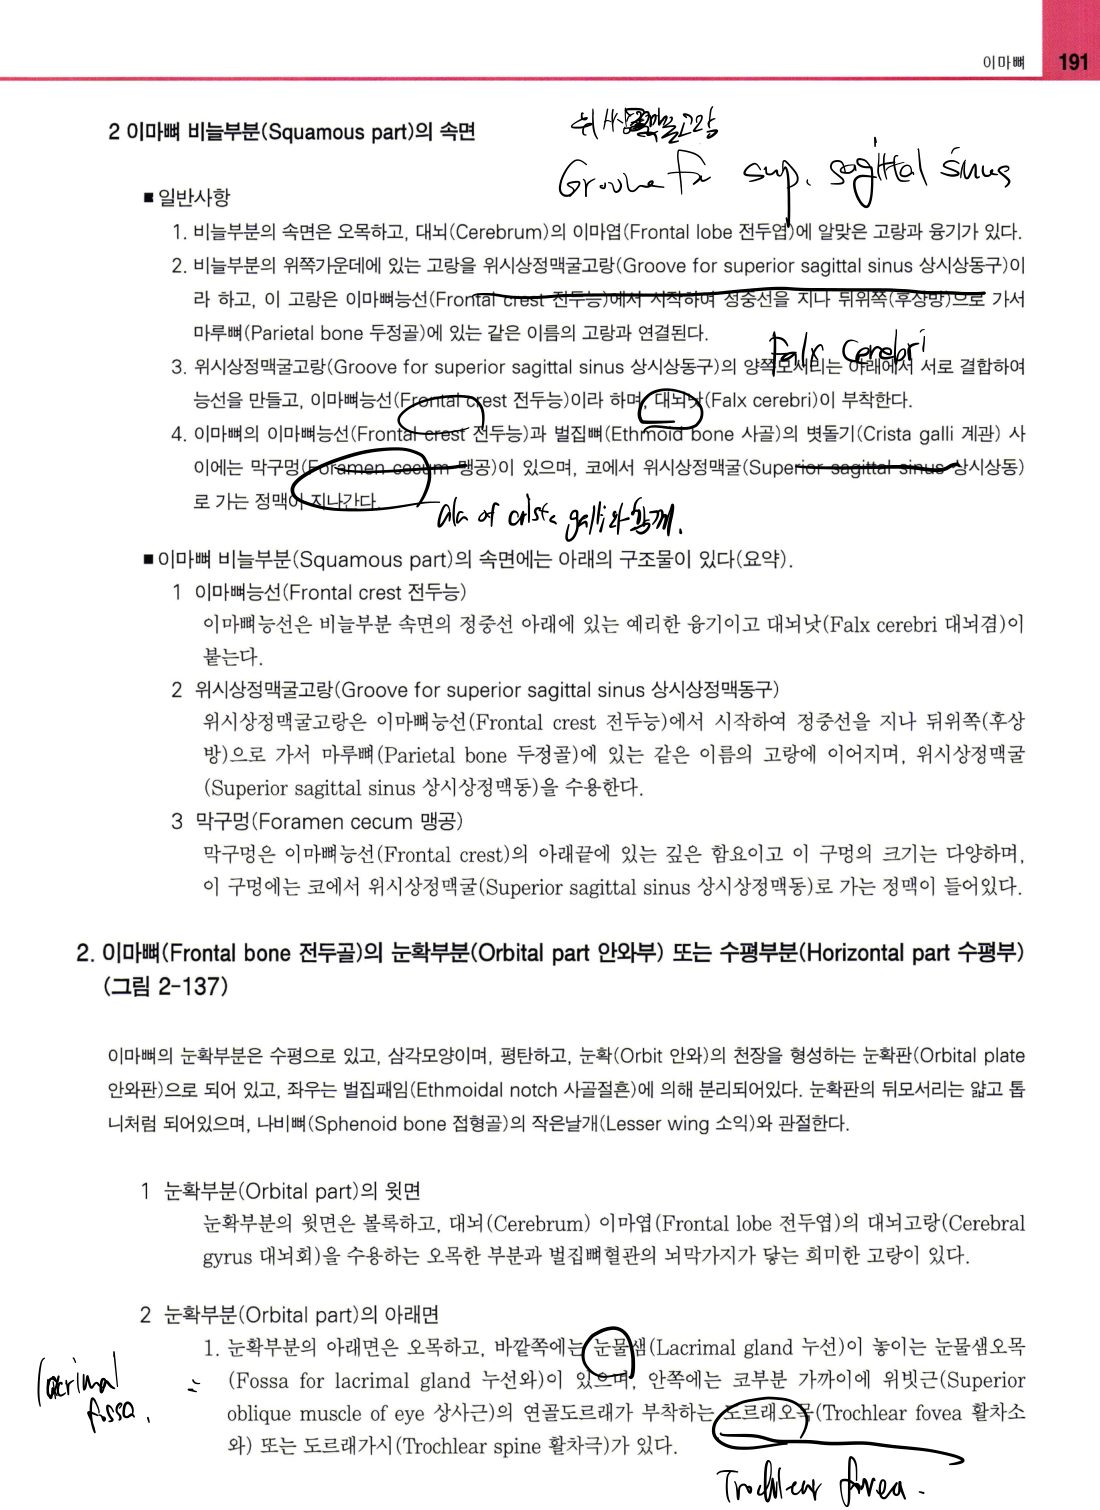 이마뼈 191
2 이마뼈 비늘부분(Squamous part)의 속면
위시상정맥굴고랑
Groove for sup. sagittal sinus
■ 일반사항
1. 비늘부분의 속면은 오목하고, 대뇌(Cerebrum)의 이마엽(Frontal lobe 전두엽)에 알맞은 고랑과 융기가 있다.
2. 비늘부분의 위쪽가운데에 있는 고랑을 위시상정맥굴고랑(Groove for superior sagittal sinus 상시상동구)이
라 하고, 이 고랑은 이마뼈능선(Frontal crest 전두능)에서 시작하여 정중선을 지나 뒤위쪽(후상방)으로 가서
마루뼈(Parietal bone 두정골)에 있는 같은 이름의 고랑과 연결된다.
Falx cerebri
3. 위시상정맥굴고랑(Groove for superior sagittal sinus 상시상동구)의 양쪽모서리는 아래에서 서로 결합하여
능선을 만들고, 이마뼈능선(Frontal crest 전두능)이라 하며, 대뇌낫(Falx cerebri)이 부착한다.
4. 이마뼈의 이마뼈능선(Frontal crest 전두능)과 벌집뼈(Ethmoid bone 사골)의 볏돌기(Crista galli 계관) 사
이에는 막구멍(Foramen cecum 맹공)이 있으며, 코에서 위시상정맥굴(Superior sagittal sinus 상시상동)
로 가는 정맥이 지나간다.
ala of crista galli와 함께.
■ 이마뼈 비늘부분(Squamous part)의 속면에는 아래의 구조물이 있다(요약).
1 이마뼈능선(Frontal crest 전두능)
이마뼈능선은 비늘부분 속면의 정중선 아래에 있는 예리한 융기이고 대뇌낫(Falx cerebri 대뇌겸)이
붙는다.
2 위시상정맥굴고랑(Groove for superior sagittal sinus 상시상정맥동구)
위시상정맥굴고랑은 이마뼈능선(Frontal crest 전두능)에서 시작하여 정중선을 지나 뒤위쪽(후상
방)으로 가서 마루뼈(Parietal bone 두정골)에 있는 같은 이름의 고랑에 이어지며, 위시상정맥굴
(Superior sagittal sinus 상시상정맥동)을 수용한다.
3 막구멍(Foramen cecum 맹공)
막구멍은 이마뼈능선(Frontal crest)의 아래끝에 있는 깊은 함요이고 이 구멍의 크기는 다양하며,
이 구멍에는 코에서 위시상정맥굴(Superior sagittal sinus 상시상정맥동)로 가는 정맥이 들어있다.
2. 이마뼈(Frontal bone 전두골)의 눈확부분(Orbital part 안와부) 또는 수평부분(Horizontal part 수평부)
(그림 2-137)
이마뼈의 눈확부분은 수평으로 있고, 삼각모양이며, 평탄하고, 눈확(Orbit 안와)의 천장을 형성하는 눈확판(Orbital plate
안와판)으로 되어 있고, 좌우는 벌집패임(Ethmoidal notch 사골절흔)에 의해 분리되어있다. 눈확판의 뒤모서리는 얇고 톱
니처럼 되어있으며, 나비뼈(Sphenoid bone 접형골)의 작은날개(Lesser wing 소익)와 관절한다.
1 눈확부분(Orbital part)의 윗면
눈확부분의 윗면은 볼록하고, 대뇌(Cerebrum) 이마엽(Frontal lobe 전두엽)의 대뇌고랑(Cerebral
gyrus 대뇌회)을 수용하는 오목한 부분과 벌집뼈혈관의 뇌막가지가 닿는 희미한 고랑이 있다.
2 눈확부분(Orbital part)의 아래면
1. 눈확부분의 아래면은 오목하고, 바깥쪽에는 눈물샘(Lacrimal gland 누선)이 놓이는 눈물샘오목
(Fossa for lacrimal gland 누선와)이 있으며, 안쪽에는 코부분 가까이에 위빗근(Superior
oblique muscle of eye 상사근)의 연골도르래가 부착하는 도르래오목(Trochlear fovea 활차소
와) 또는 도르래가시(Trochlear spine 활차극)가 있다.
lacrimal
fossa.
Trochlear fovea.